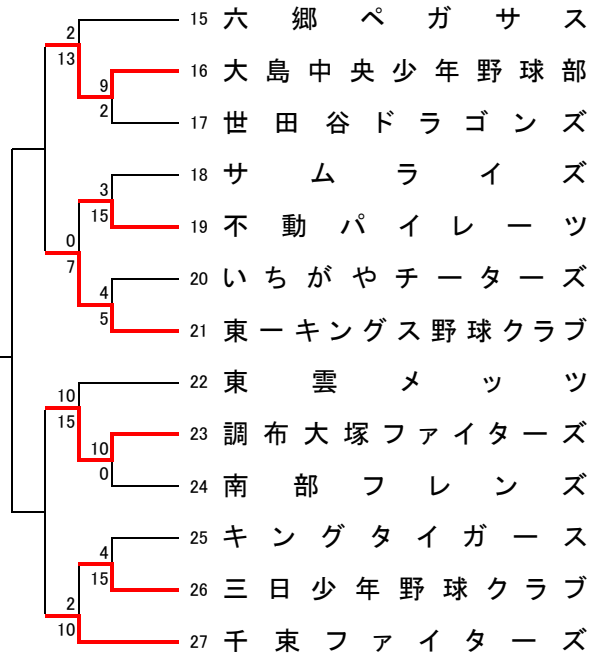 2 15 六郷ペガサス
13
9 16 大島中央少年野球部
2 17 世田谷ドラゴンズ
3 18 サムライズ
15 19 不動パイレーツ
0
7
4 20 いちがやチーターズ
5 21 東一キングス野球クラブ
10 22 東雲メッツ
15
10 23 調布大塚ファイターズ
0 24 南部フレンズ
4 25 キングタイガース
15 26 三日少年野球クラブ
2
10 27 千束ファイターズ